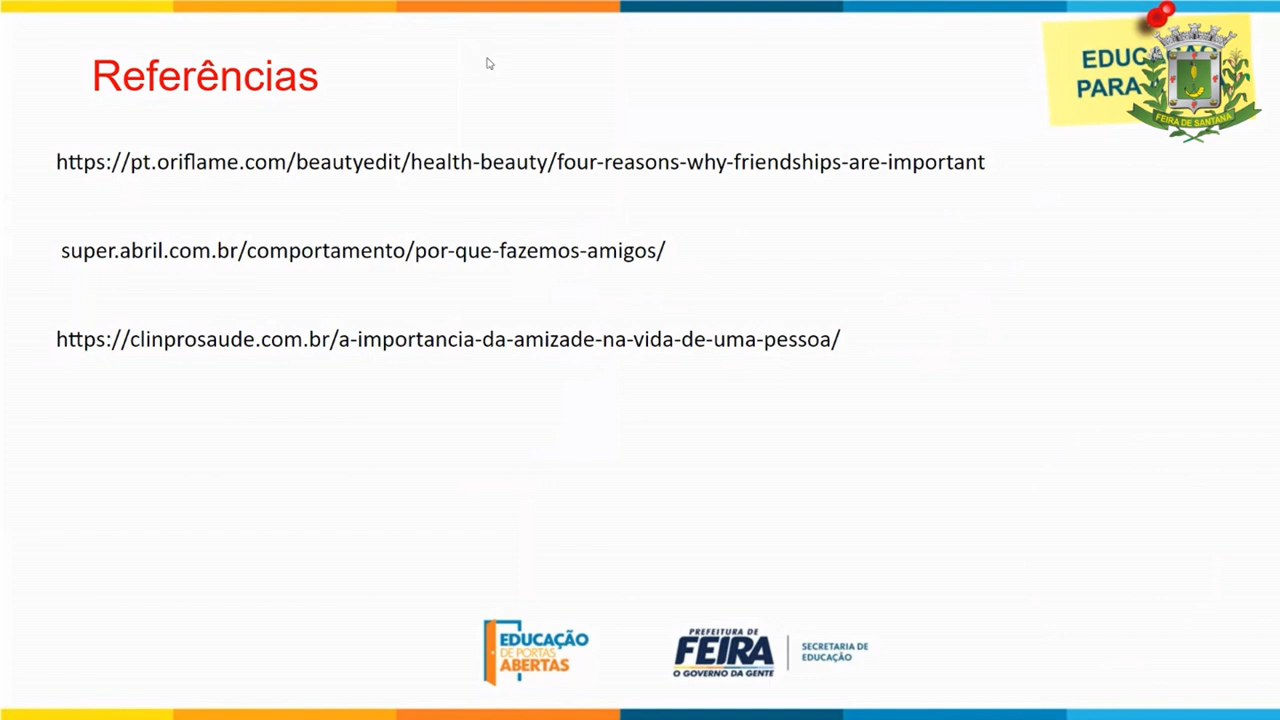 Referências
EDUCA
PARA
FEIRA DE SANTANA
https://pt.oriflame.com/beautyedit/health-beauty/four-reasons-why-friendships-are-important
super.abril.com.br/comportamento/por-que-fazemos-amigos/
https://clinprosaude.com.br/a-importancia-da-amizade-na-vida-de-uma-pessoa/
EDUCAÇÃO
DE PORTAS
ABERTAS
PREFEITURA DE
FEIRA
O GOVERNO DA GENTE
SECRETARIA DE
EDUCAÇÃO